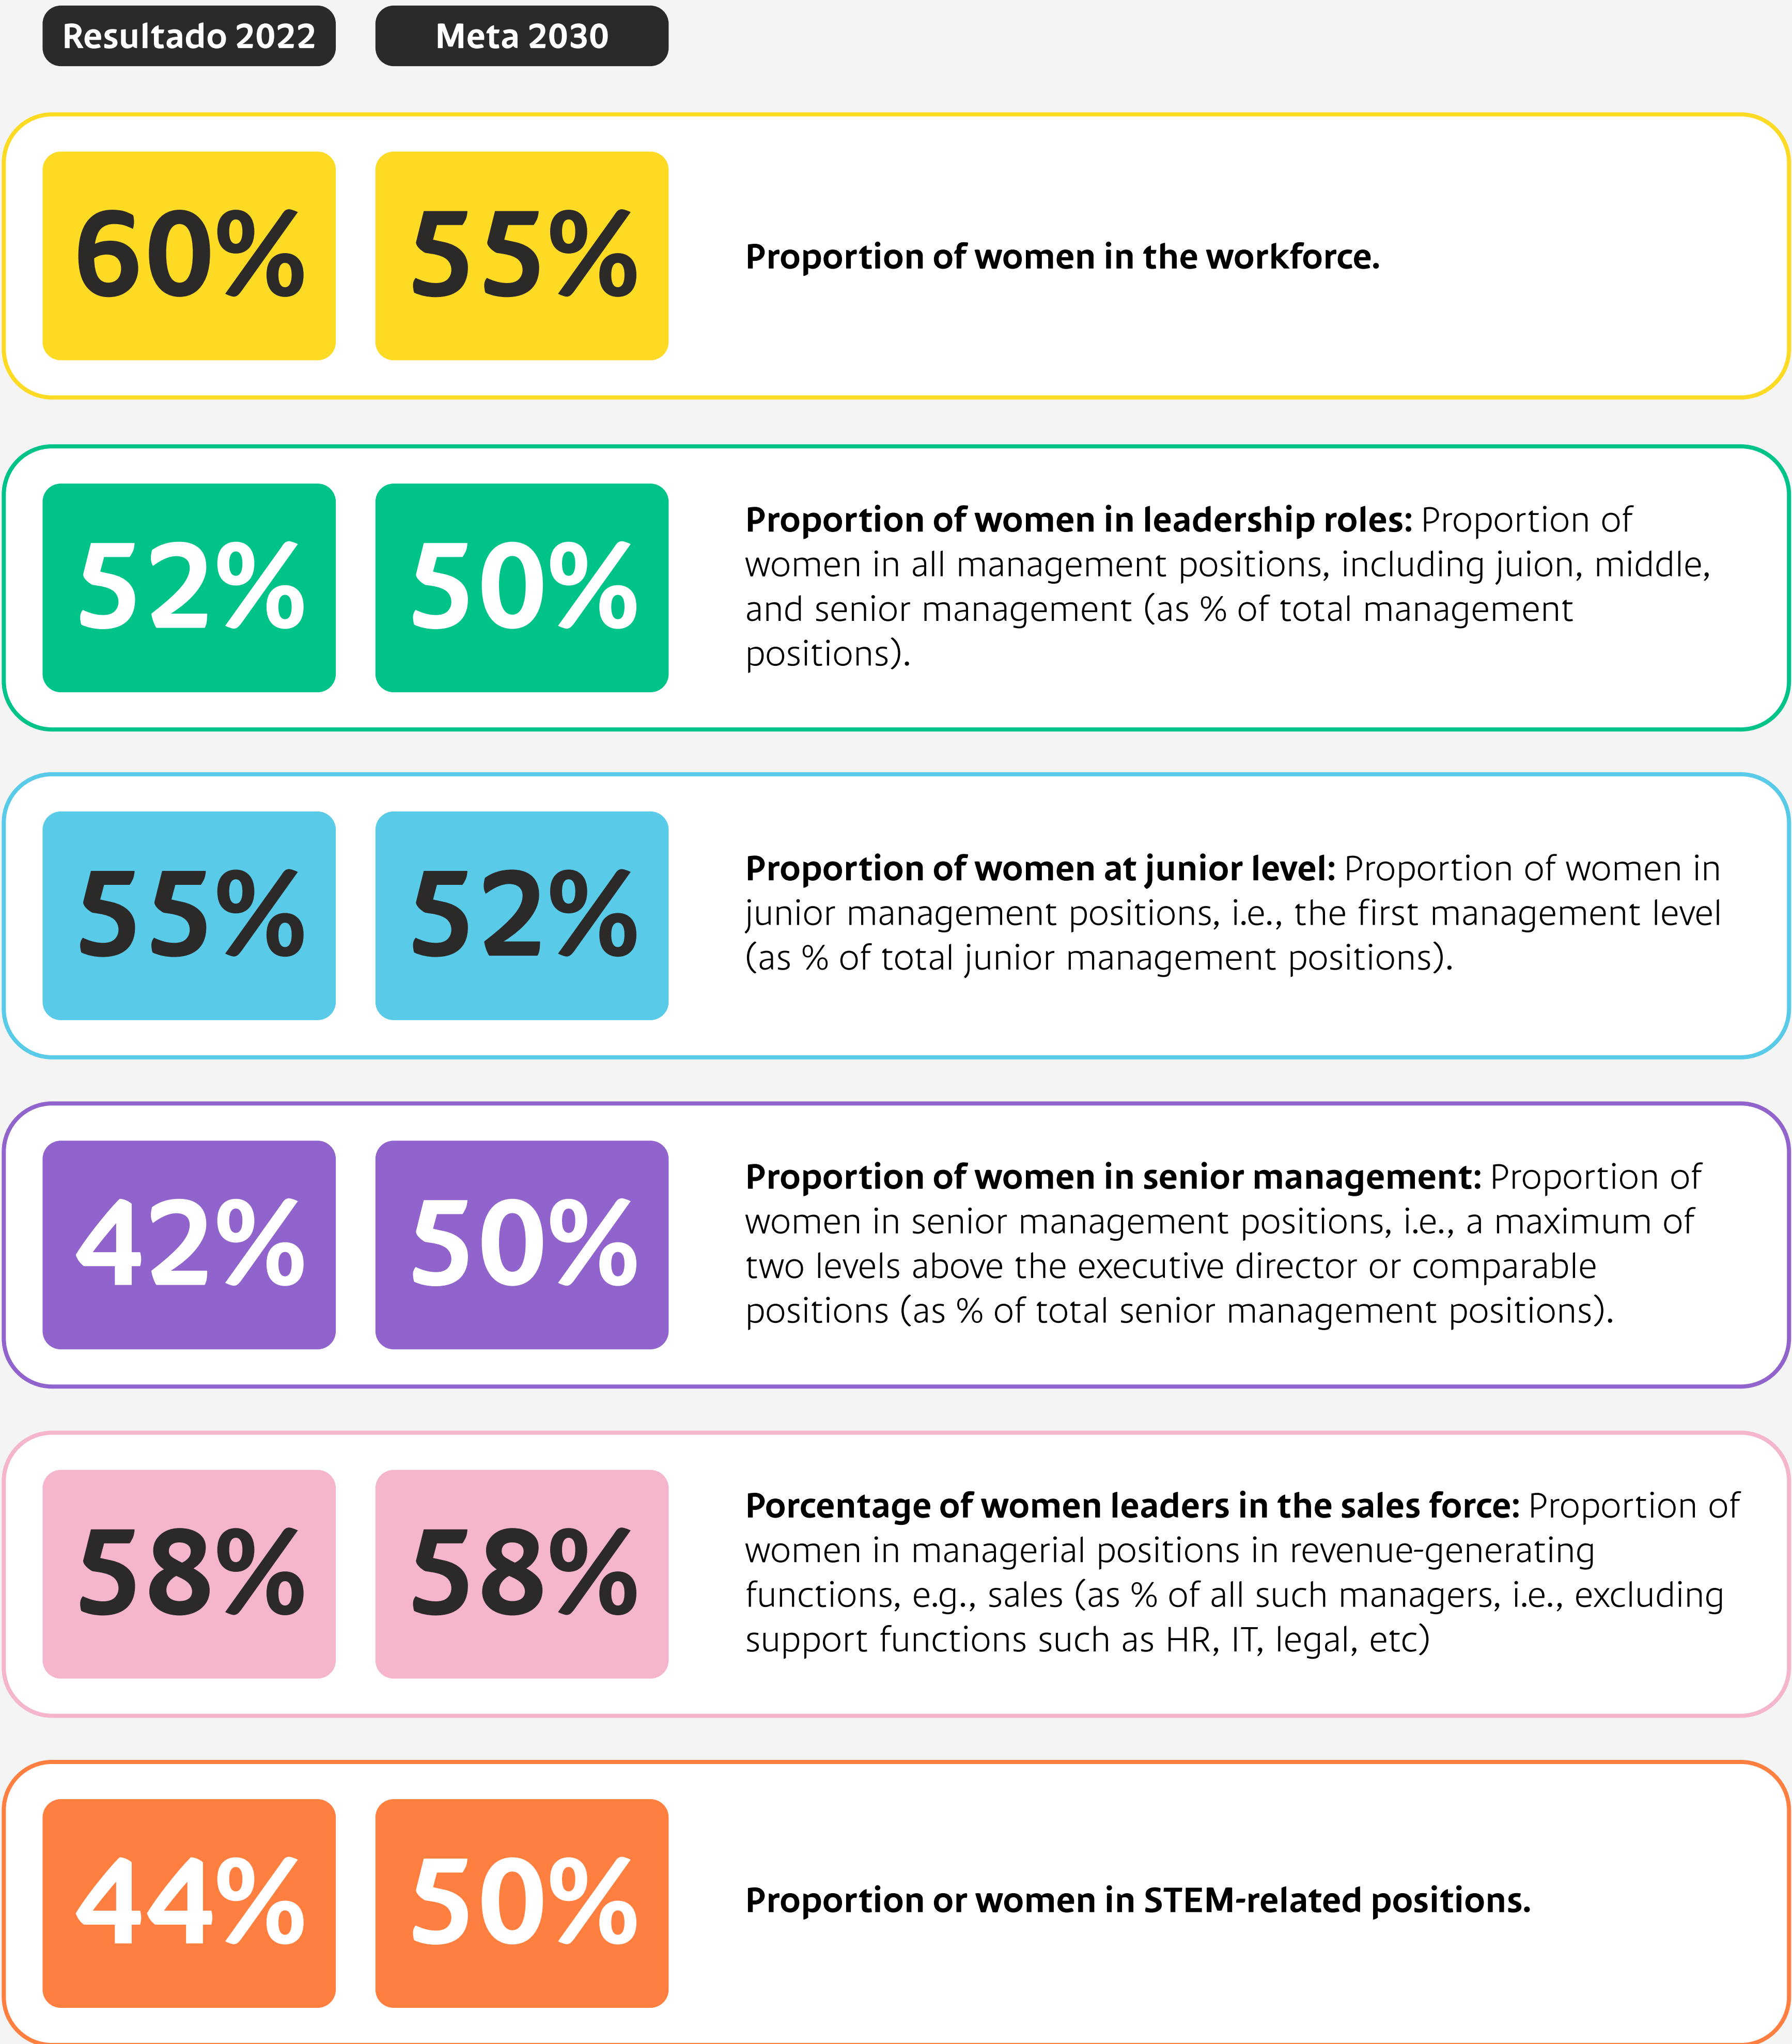 Resultado 2022 Meta 2030
60% 55% Proportion of women in the workforce.
52% 50%
Proportion of women in leadership roles: Proportion of
women in all management positions, including juion, middle,
and senior management (as % of total management
positions).
55% 52%
Proportion of women at junior level: Proportion of women in
junior management positions, i.e., the first management level
(as % of total junior management positions).
42% 50%
Proportion of women in senior management: Proportion of
women in senior management positions, i.e., a maximum of
two levels above the executive director or comparable
positions (as % of total senior management positions).
58% 58%
Porcentage of women leaders in the sales force: Proportion of
women in managerial positions in revenue-generating
functions, e.g., sales (as % of all such managers, i.e., excluding
support functions such as HR, IT, legal, etc)
44% 50% Proportion or women in STEM-related positions.